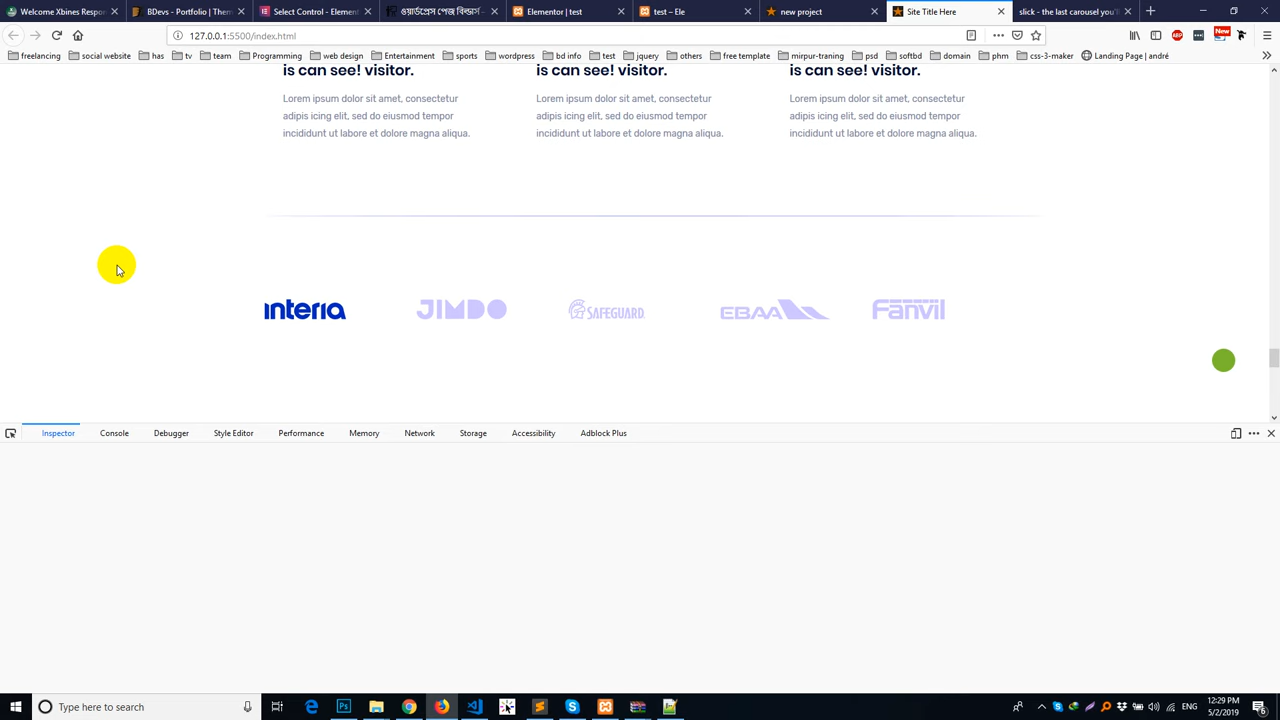 Welcome Xbines Respo
BDevs - Portfolio | Them
Select Control - Element
ওয়ার্ডপ্রেস পেজ বিল্ডার্স
Elementor | test
test – Ele
new project
Site Title Here
slick - the last carousel you'll
127.0.0.1:5500/index.html
New
freelancing
social website
has
tv
team
Programming
web design
Entertainment
sports
wordpress
bd info
test
jquery
others
free template
mirpur-traning
psd
softbd
domain
phm
css-3-maker
Landing Page | andré
is can see! visitor.
is can see! visitor.
is can see! visitor.
Lorem ipsum dolor sit amet, consectetur
adipis icing elit, sed do eiusmod tempor
incididunt ut labore et dolore magna aliqua.
Lorem ipsum dolor sit amet, consectetur
adipis icing elit, sed do eiusmod tempor
incididunt ut labore et dolore magna aliqua.
Lorem ipsum dolor sit amet, consectetur
adipis icing elit, sed do eiusmod tempor
incididunt ut labore et dolore magna aliqua.
interia
JIMDO
SAFEGUARD
EBAA
Fanvil
Inspector
Console
Debugger
Style Editor
Performance
Memory
Network
Storage
Accessibility
Adblock Plus
Type here to search
ENG
12:29 PM
5/2/2019